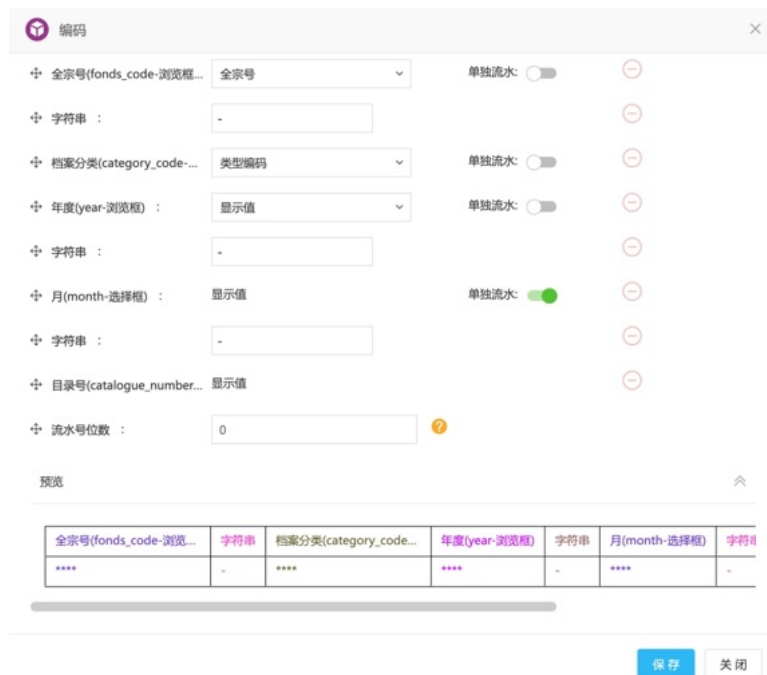 编码
全宗号(fonds_code-浏览框... 全宗号 单独流水:
字符串 : -
档案分类(category_code-... 类型编码 单独流水:
年度(year-浏览框) : 显示值 单独流水:
字符串 : -
月(month-选择框) : 显示值 单独流水:
字符串 : -
目录号(catalogue_number... 显示值
流水号位数 : 0 ?
预览
全宗号(fonds_code-浏览... 字符串 档案分类(category_code... 年度(year-浏览框) 字符串 月(month-选择框) 字符
**** - **** **** - **** -
保存 关闭